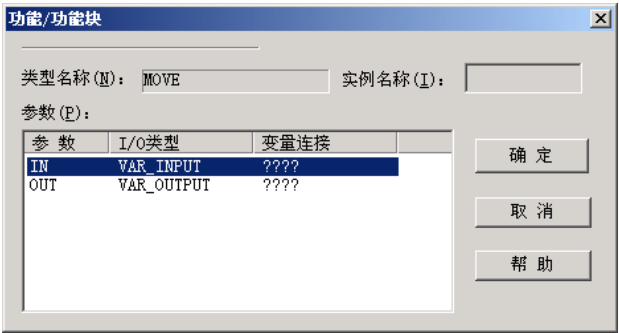 功能/功能块
类型名称(N): MOVE 实例名称(I):
参数(P):
参 数 I/O类型 变量连接
IN VAR_INPUT ????
OUT VAR_OUTPUT ????
确 定
取 消
帮 助